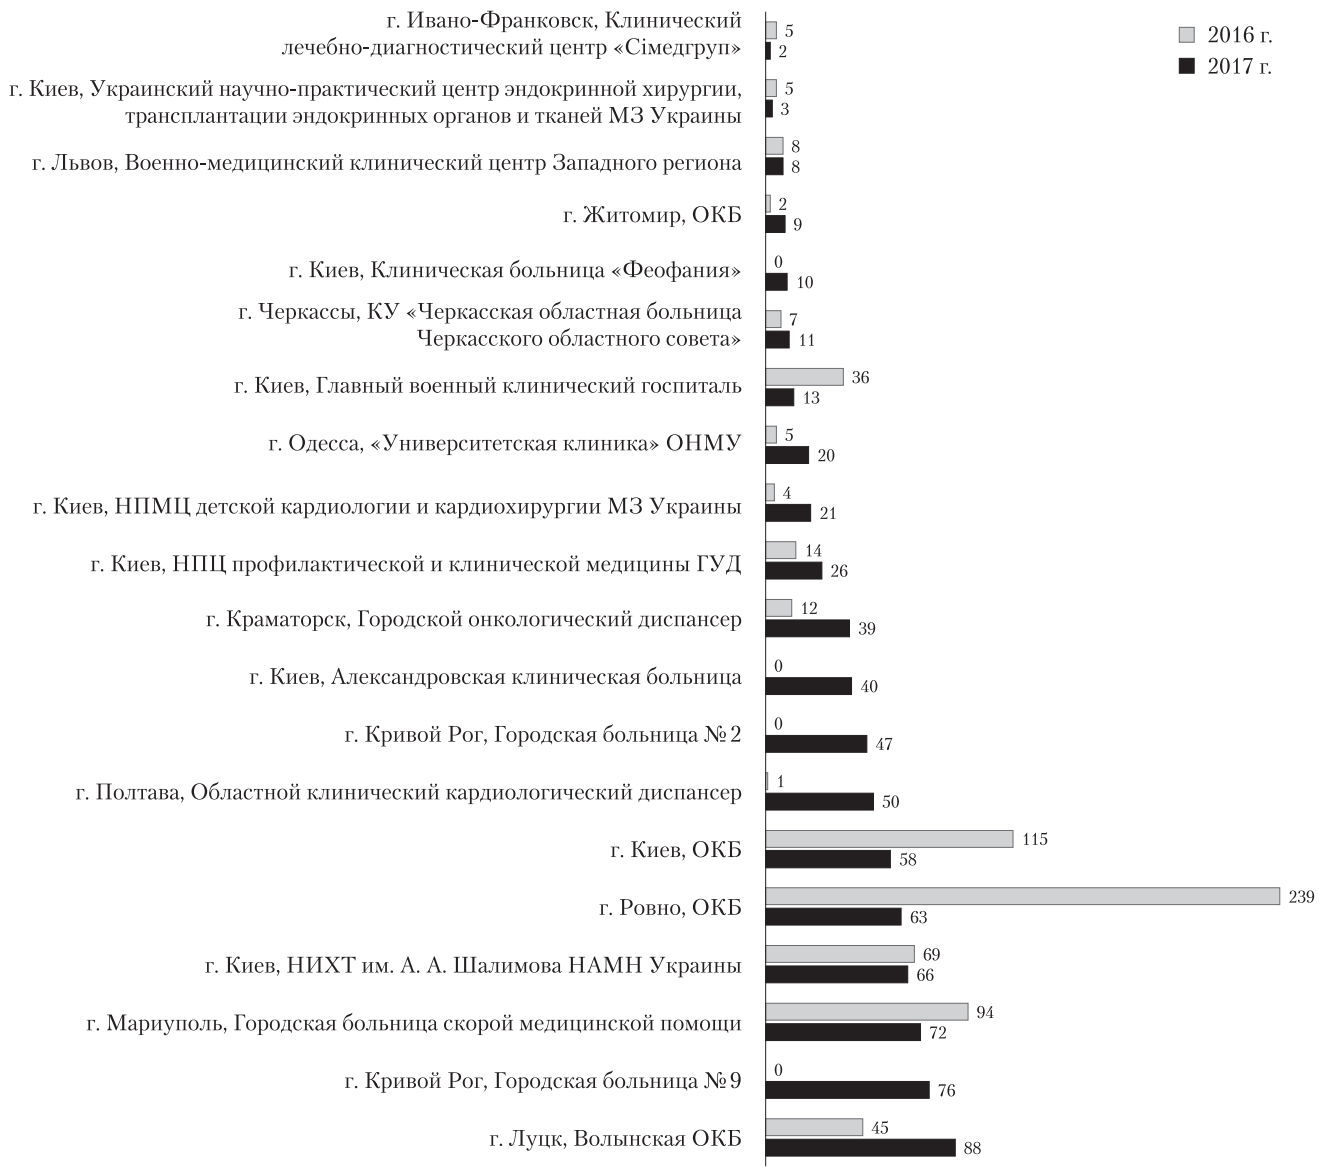 г. Ивано-Франковск, Клинический
лечебно-диагностический центр «Сімедгруп»
5
2
2016 г.
2017 г.
г. Киев, Украинский научно-практический центр эндокринной хирургии,
трансплантации эндокринных органов и тканей МЗ Украины
5
3
г. Львов, Военно-медицинский клинический центр Западного региона
8
8
г. Житомир, ОКБ
2
9
г. Киев, Клиническая больница «Феофания»
0
10
г. Черкассы, КУ «Черкасская областная больница
Черкасского областного совета»
7
11
г. Киев, Главный военный клинический госпиталь
36
13
г. Одесса, «Университетская клиника» ОНМУ
5
20
г. Киев, НПМЦ детской кардиологии и кардиохирургии МЗ Украины
4
21
г. Киев, НПЦ профилактической и клинической медицины ГУД
14
26
г. Краматорск, Городской онкологический диспансер
12
39
г. Киев, Александровская клиническая больница
0
40
г. Кривой Рог, Городская больница № 2
0
47
г. Полтава, Областной клинический кардиологический диспансер
1
50
г. Киев, ОКБ
115
58
г. Ровно, ОКБ
239
63
г. Киев, НИХТ им. А. А. Шалимова НАМН Украины
69
66
г. Мариуполь, Городская больница скорой медицинской помощи
94
72
г. Кривой Рог, Городская больница № 9
0
76
г. Луцк, Волынская ОКБ
45
88